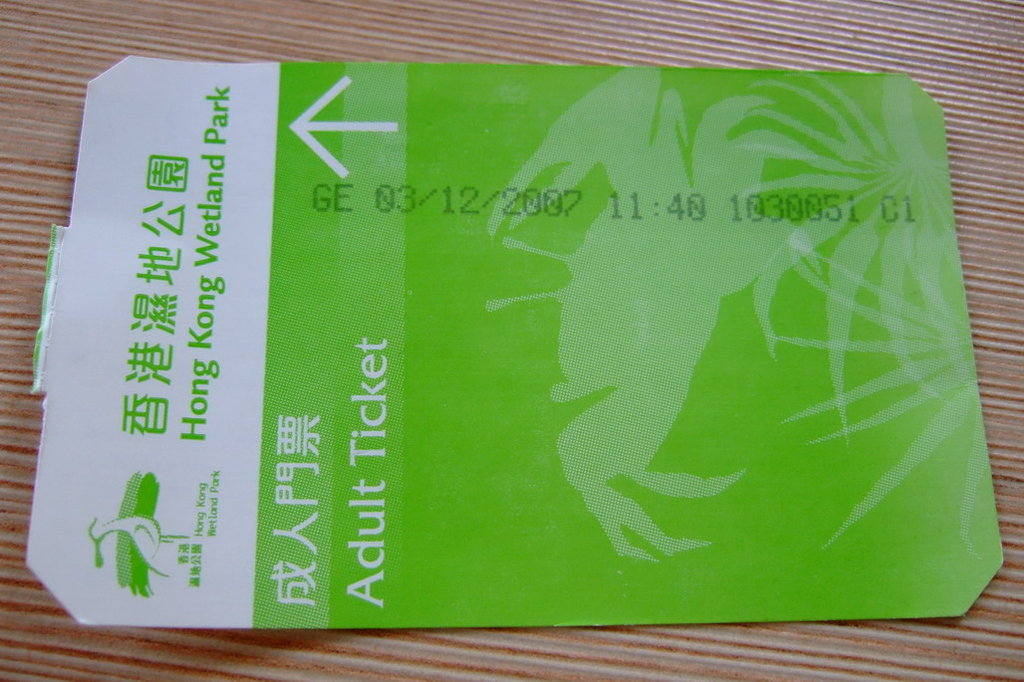 香港濕地公園
Hong Kong Wetland Park
香港
濕地公園
Hong Kong
Wetland Park
成人門票
Adult Ticket
GE 03/12/2007 11:40 1030051 C1